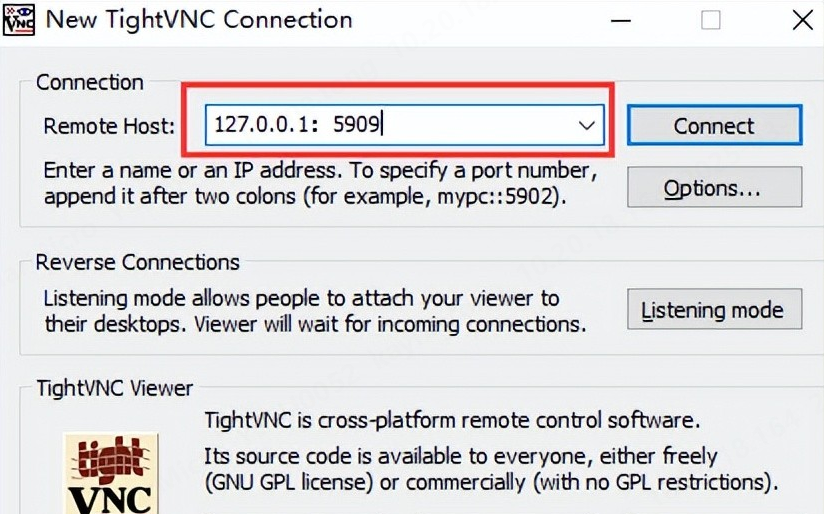 New TightVNC Connection
Connection
Remote Host:
127.0.0.1: 5909
Connect
Enter a name or an IP address. To specify a port number,
append it after two colons (for example, mypc::5902).
Options...
Reverse Connections
Listening mode allows people to attach your viewer to
their desktops. Viewer will wait for incoming connections.
Listening mode
TightVNC Viewer
TightVNC is cross-platform remote control software.
Its source code is available to everyone, either freely
(GNU GPL license) or commercially (with no GPL restrictions).
tight
VNC